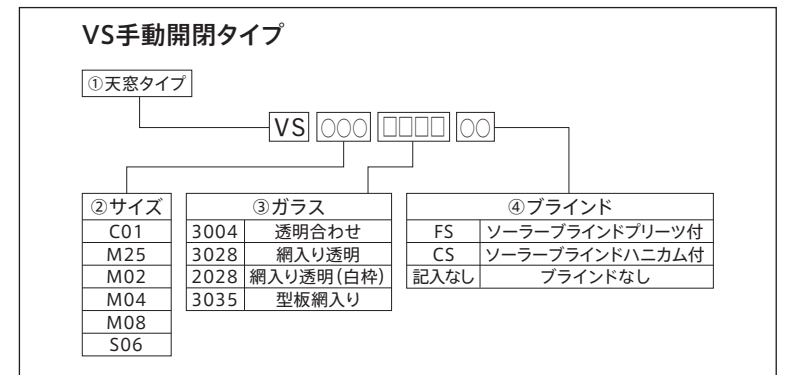 VS手動開閉タイプ
①天窓タイプ
VS ○○○ □□□□ ○○
②サイズ
C01
M25
M02
M04
M08
S06
③ガラス
3004 透明合わせ
3028 網入り透明
2028 網入り透明(白枠)
3035 型板網入り
④ブラインド
FS ソーラーブラインドプリーツ付
CS ソーラーブラインドハニカム付
記入なし ブラインドなし